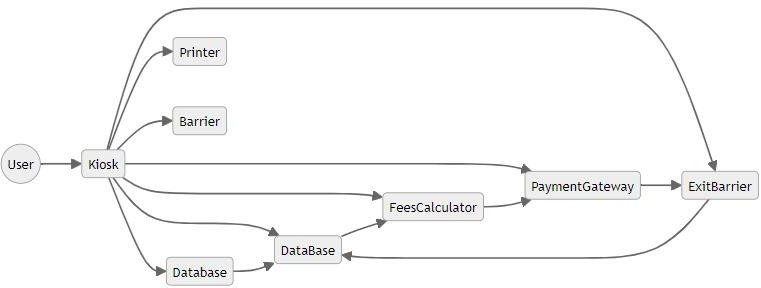 Printer
Barrier
User
Kiosk
PaymentGateway
ExitBarrier
FeesCalculator
DataBase
Database